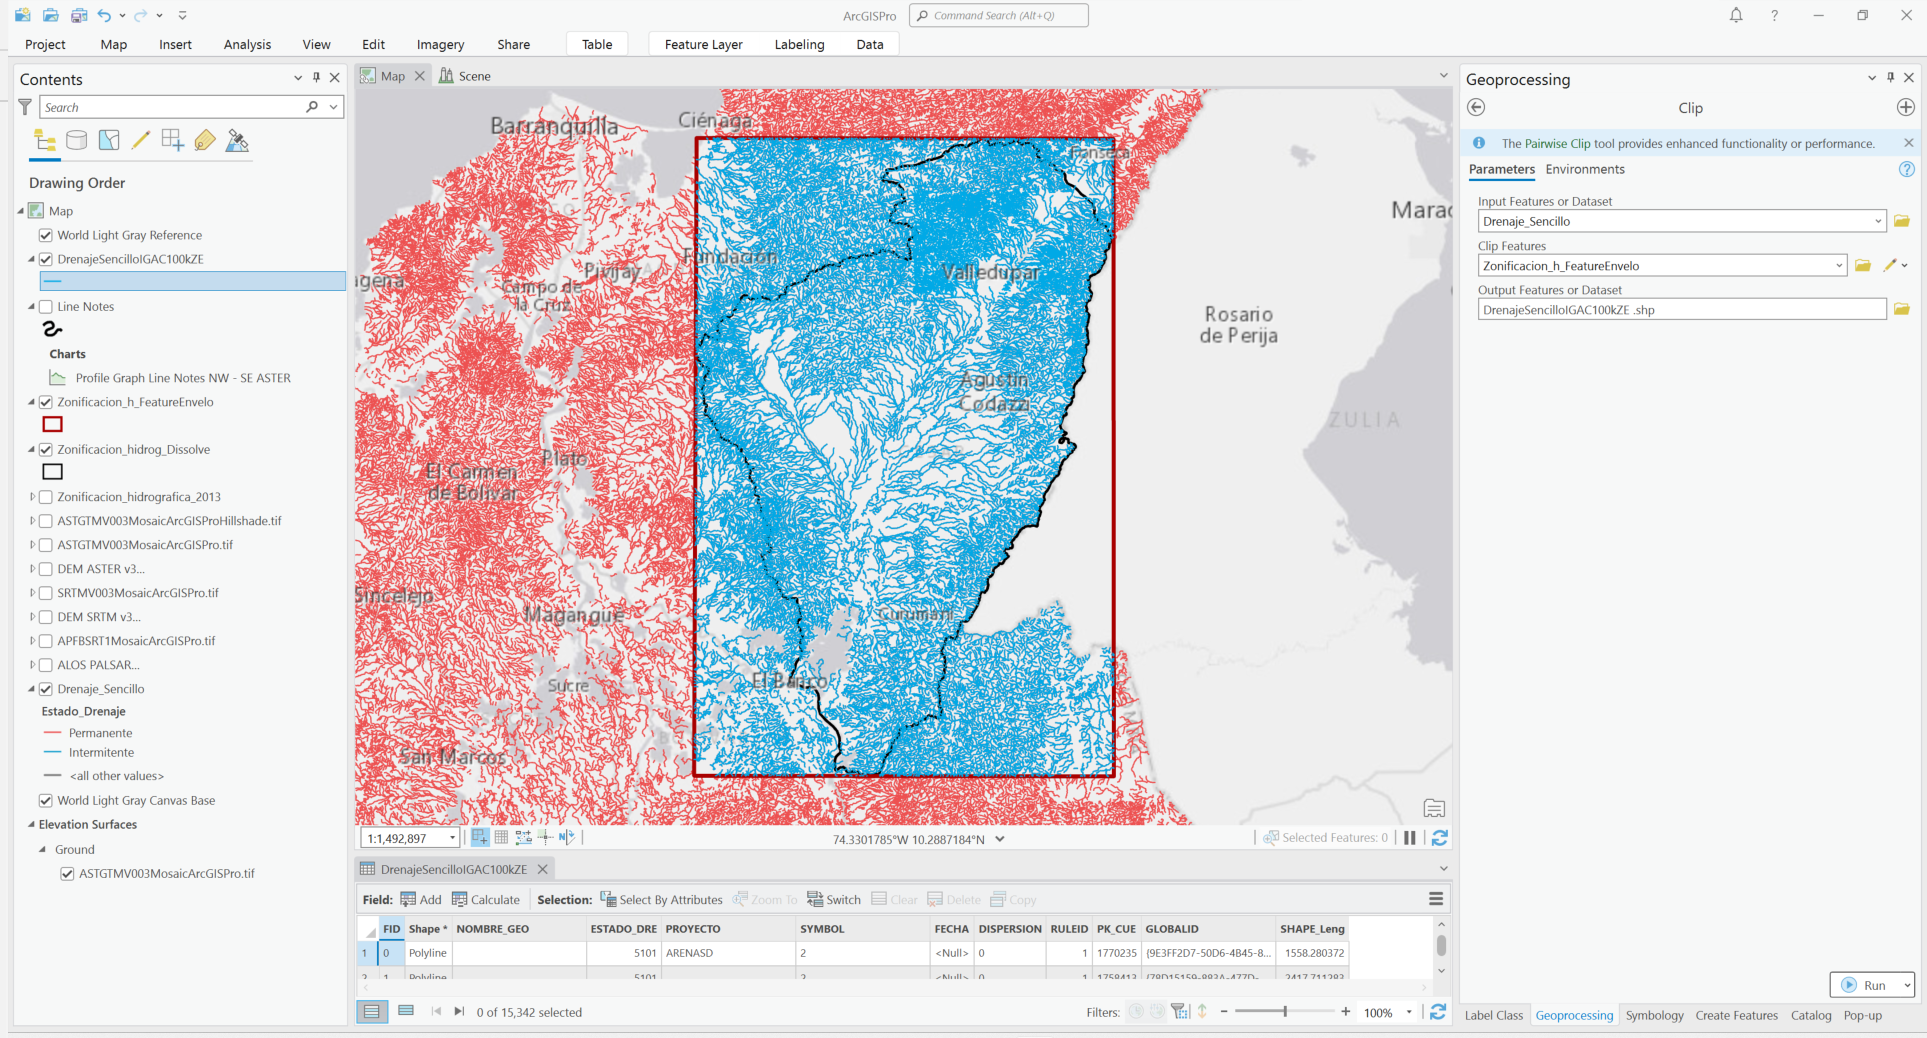 ArcGISPro
Command Search (Alt+Q)
Project Map Insert Analysis View Edit Imagery Share Table Feature Layer Labeling Data
Contents
Search
Drawing Order
Map
World Light Gray Reference
DrenajeSencilloIGAC100kZE
Line Notes
Charts
Profile Graph Line Notes NW - SE ASTER
Zonificacion_h_FeatureEnvelo
Zonificacion_hidrog_Dissolve
Zonificacion_hidrografica_2013
ASTGTMV003MosaicArcGISProHillshade.tif
ASTGTMV003MosaicArcGISPro.tif
DEM ASTER v3...
SRTMV003MosaicArcGISPro.tif
DEM SRTM v3...
APFBSRT1MosaicArcGISPro.tif
ALOS PALSAR...
Drenaje_Sencillo
Estado_Drenaje
Permanente
Intermitente
<all other values>
World Light Gray Canvas Base
Elevation Surfaces
Ground
ASTGTMV003MosaicArcGISPro.tif
Map Scene
Barranquilla
Ciénaga
Fonseca
Marac
Fundación
Pivijay
Valledupar
agena
Campo de
la Cruz
Rosario
de Perija
Agustín
Codazzi
ZULIA
Plato
El Carmen
de Bolívar
Sincelejo
Magangué
Curumaní
El Banco
Sucre
San Marcos
1:1,492,897
74.3301785°W 10.2887184°N
Selected Features: 0
DrenajeSencilloIGAC100kZE
Field: Add Calculate Selection: Select By Attributes Zoom To Switch Clear Delete Copy
FID Shape * NOMBRE_GEO ESTADO_DRE PROYECTO SYMBOL FECHA DISPERSION RULEID PK_CUE GLOBALID SHAPE_Leng
1 0 Polyline 5101 ARENASD 2 <Null> 0 1 1770235 {9E3FF2D7-50D6-4B45-8... 1558.280372
2 1 Polyline 5101 2 <Null> 0 1 1758413 {78D15159-883A-477D- 2417.711283
0 of 15,342 selected
Filters:
100%
Geoprocessing
Clip
The Pairwise Clip tool provides enhanced functionality or performance.
Parameters Environments
Input Features or Dataset
Drenaje_Sencillo
Clip Features
Zonificacion_h_FeatureEnvelo
Output Features or Dataset
DrenajeSencilloIGAC100kZE .shp
Run
Label Class Geoprocessing Symbology Create Features Catalog Pop-up